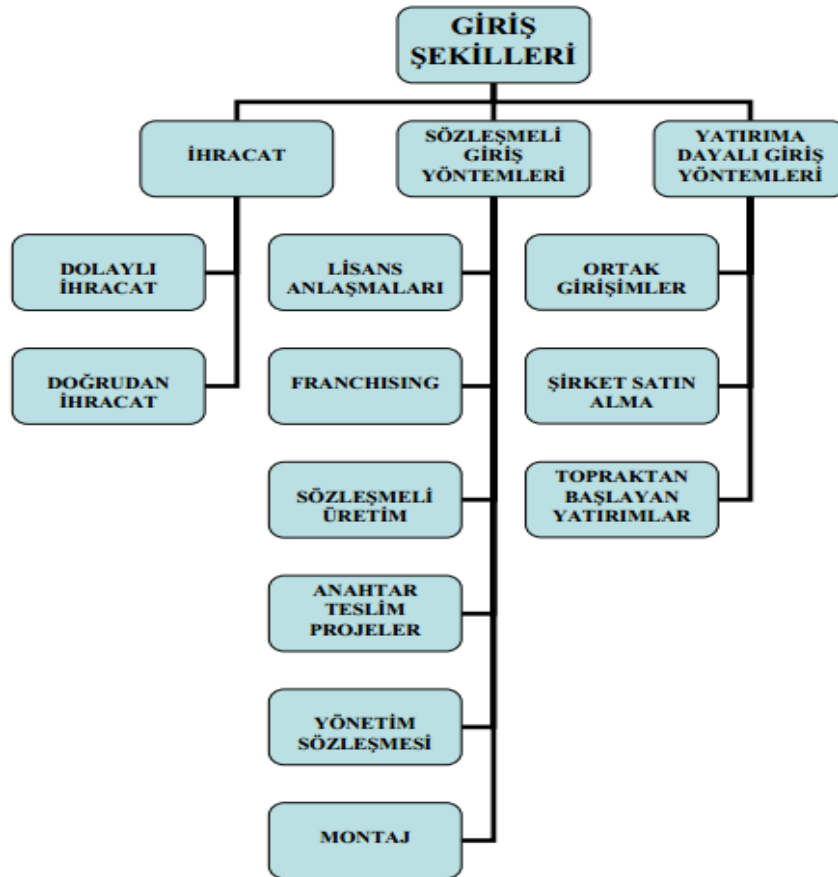 GİRİŞ
ŞEKİLLERİ
İHRACAT
SÖZLEŞMELİ
GİRİŞ
YÖNTEMLERİ
YATIRIMA
DAYALI GİRİŞ
YÖNTEMLERİ
DOLAYLI
İHRACAT
LİSANS
ANLAŞMALARI
ORTAK
GİRİŞİMLER
DOĞRUDAN
İHRACAT
FRANCHISING
ŞİRKET SATIN
ALMA
SÖZLEŞMELİ
ÜRETİM
TOPRAKTAN
BAŞLAYAN
YATIRIMLAR
ANAHTAR
TESLİM
PROJELER
YÖNETİM
SÖZLEŞMESİ
MONTAJ